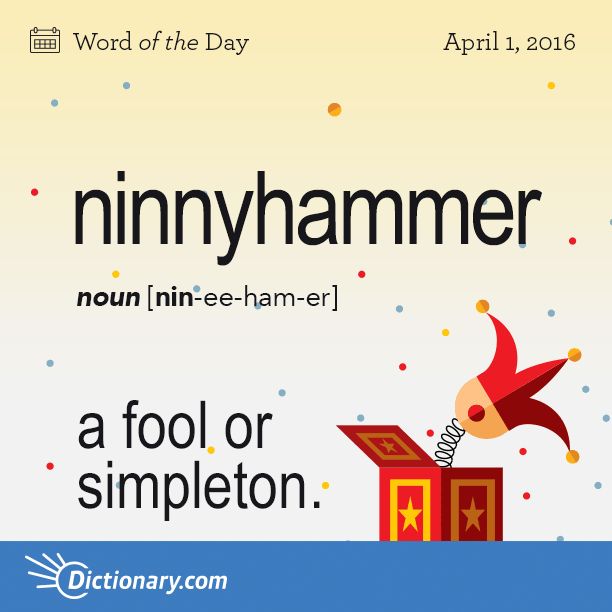 Word of the Day
April 1, 2016
ninnyhammer
noun [nin-ee-ham-er]
a fool or
simpleton.
Dictionary.com